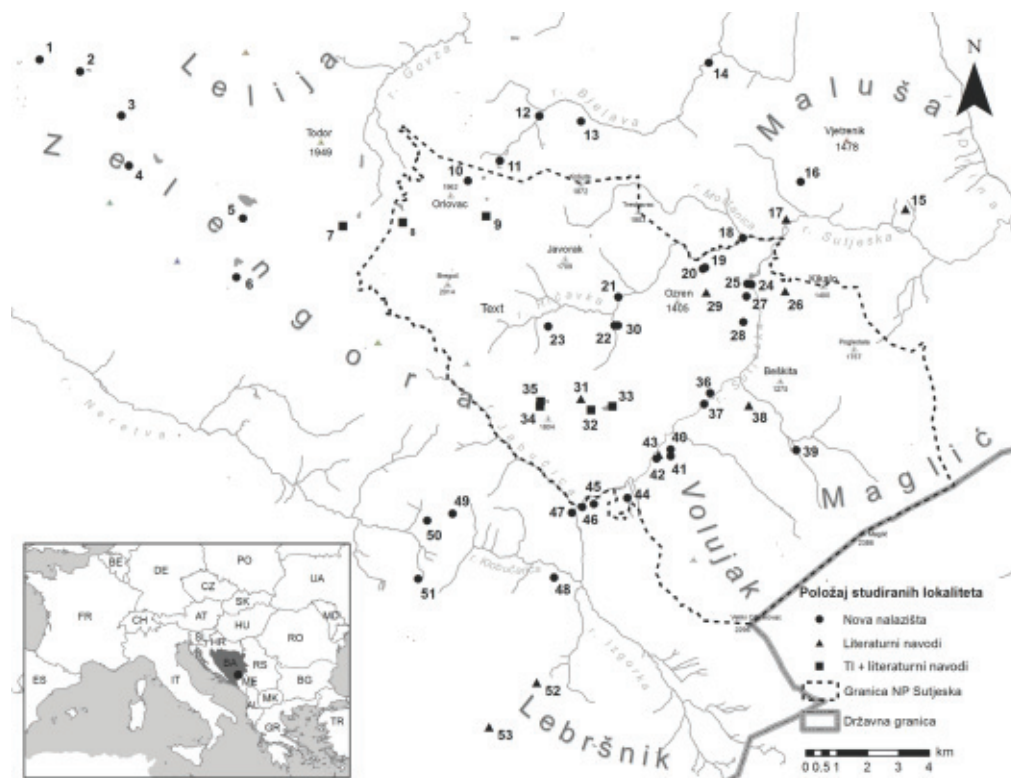 1
2
3
4
5
6
7
8
9
10
11
12
13
14
15
16
17
18
19
20
21
22
23
24
25
26
27
28
29
30
31
32
33
34
35
36
37
38
39
40
41
42
43
44
45
46
47
48
49
50
51
52
53
N
Lelija
Zelengora
Maluša
Volujak
Maglić
Lebršnik
Todor
1949
Orlovac
Javorak
Text
Ozren
1405
Vjetrenik
1478
Beškita
r. Govza
r. Bjelava
r. Sutjeska
Neretva
r. Klobučarica
r. Izgorka
BE
DE
PO
UA
CZ
SK
FR
CH
AT
HU
MO
RO
HR
BA
RS
ES
IT
ME
BG
MK
AL
GR
TR
Položaj studiranih lokaliteta
Nova nalazišta
Literaturni navodi
TI + literaturni navodi
Granica NP Sutjeska
Državna granica
km
0 0,5 1 2 3 4